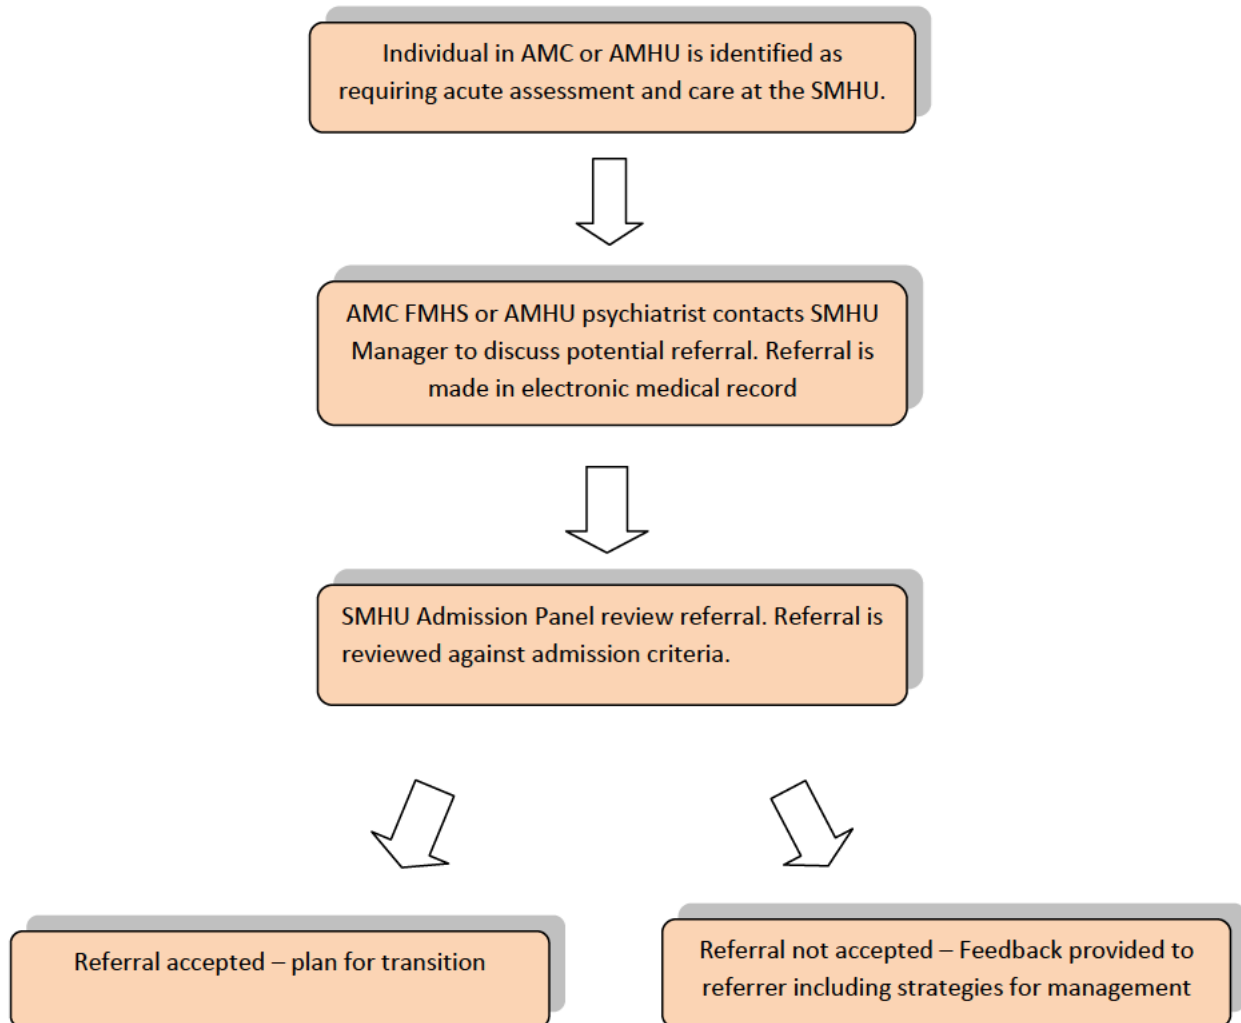 Individual in AMC or AMHU is identified as
requiring acute assessment and care at the SMHU.
AMC FMHS or AMHU psychiatrist contacts SMHU
Manager to discuss potential referral. Referral is
made in electronic medical record
SMHU Admission Panel review referral. Referral is
reviewed against admission criteria.
Referral accepted – plan for transition
Referral not accepted – Feedback provided to
referrer including strategies for management